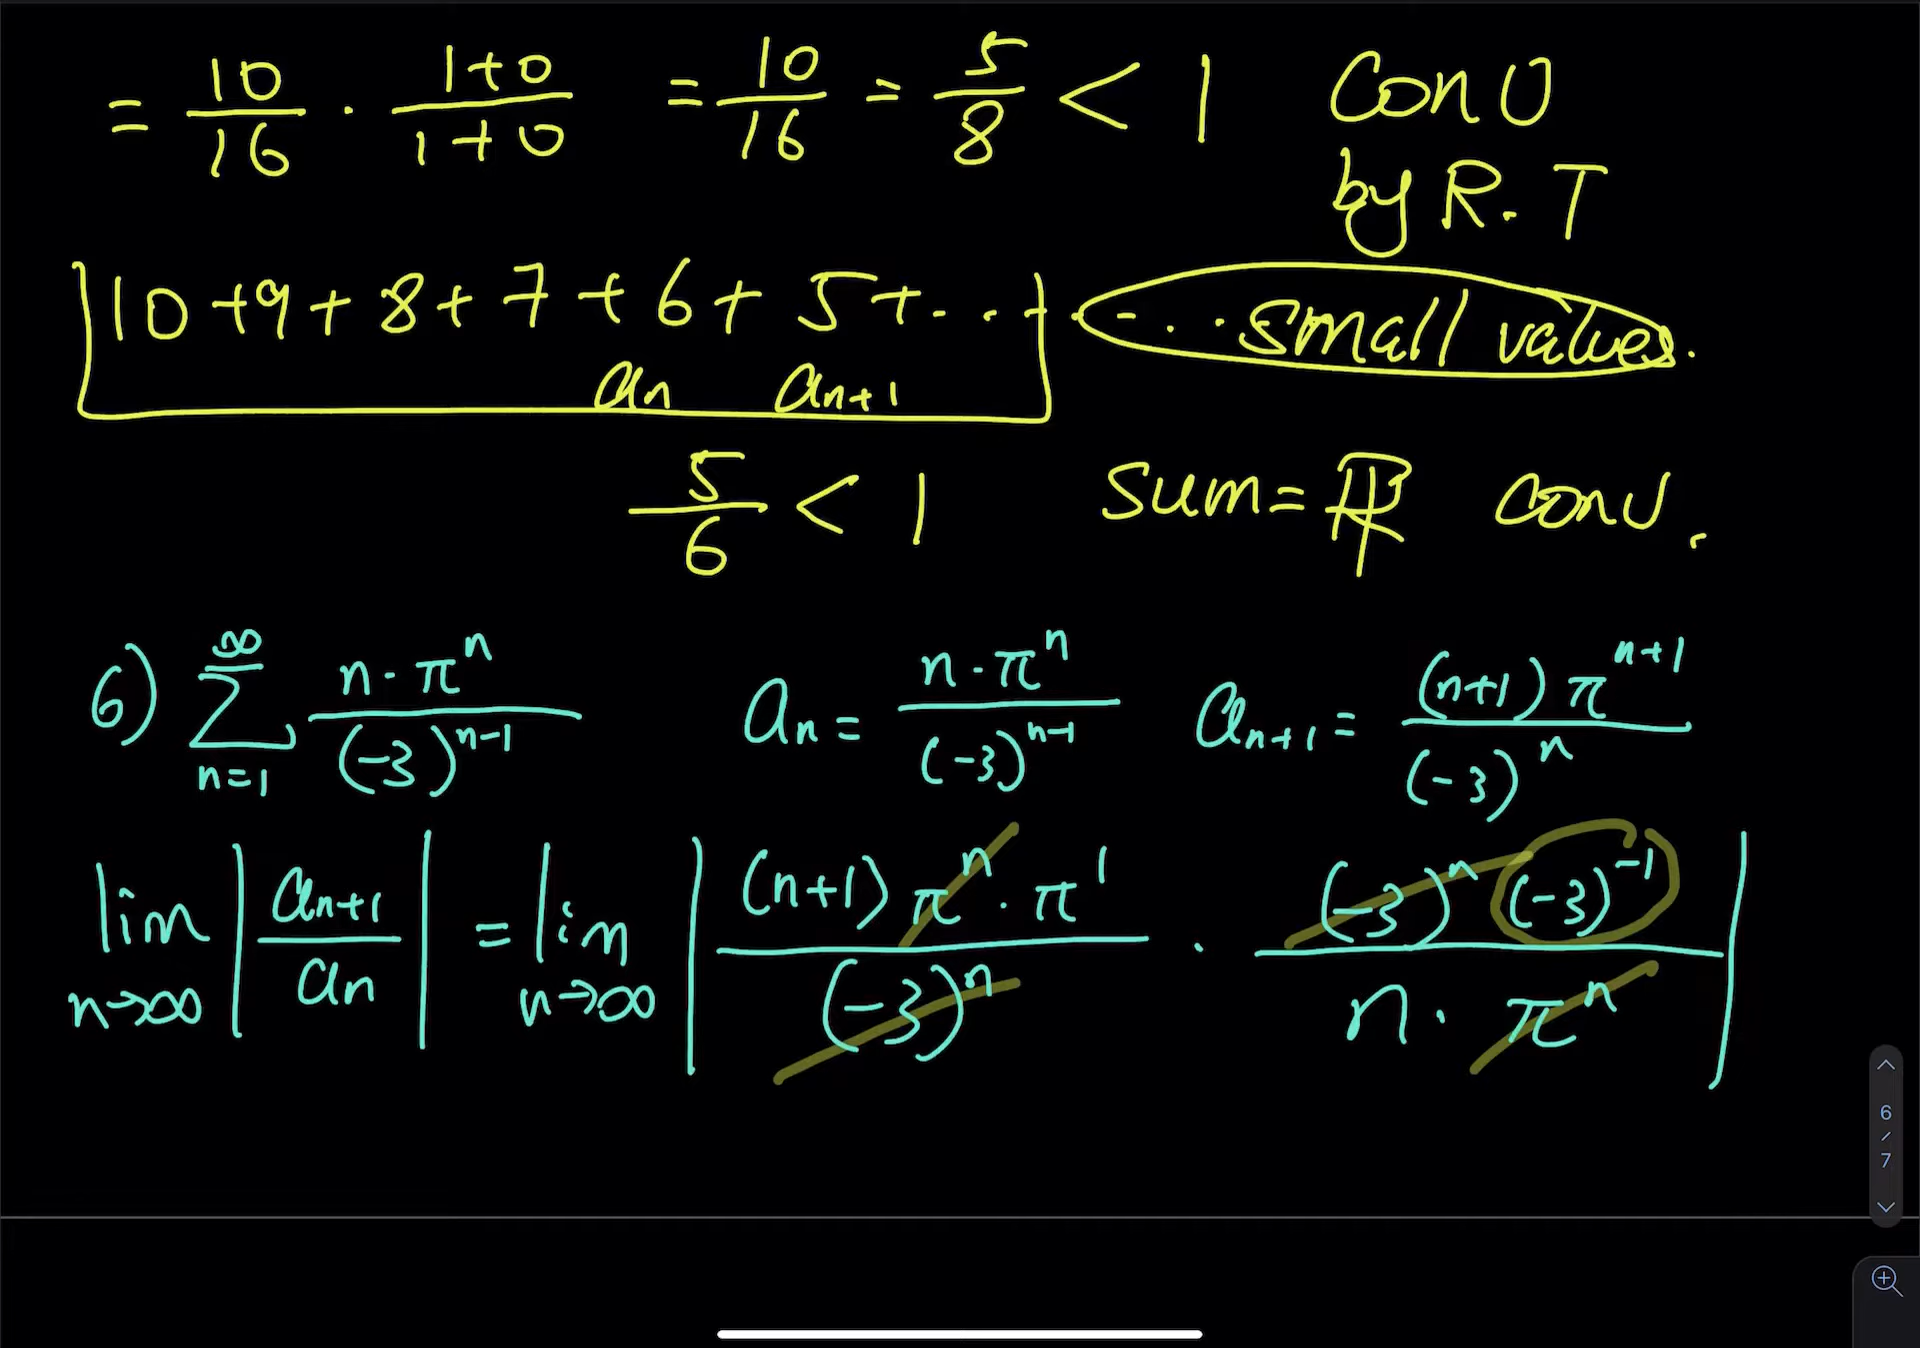 = 10/16 · (1+0)/(1+0) = 10/16 = 5/8 < 1 Conv
by R.T
10+9+8+7+6+5+... ...small values.
an an+1
5/6 < 1 sum= conv.
6) ∑_{n=1}^{∞} n·π^n/(-3)^{n-1} an = n·π^n/(-3)^{n-1} an+1 = (n+1)π^{n+1}/(-3)^n
lim_{n→∞} |an+1/an| = lim_{n→∞} |(n+1)π^n·π^1/(-3)^n · (-3)^n(-3)^{-1}/n·π^n|
6
/
7